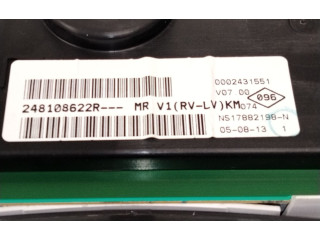 0002431551
V07 00
096
248108622R--- MR V1(RV-LV)KM 074
N517882198-N
05-08-13 1